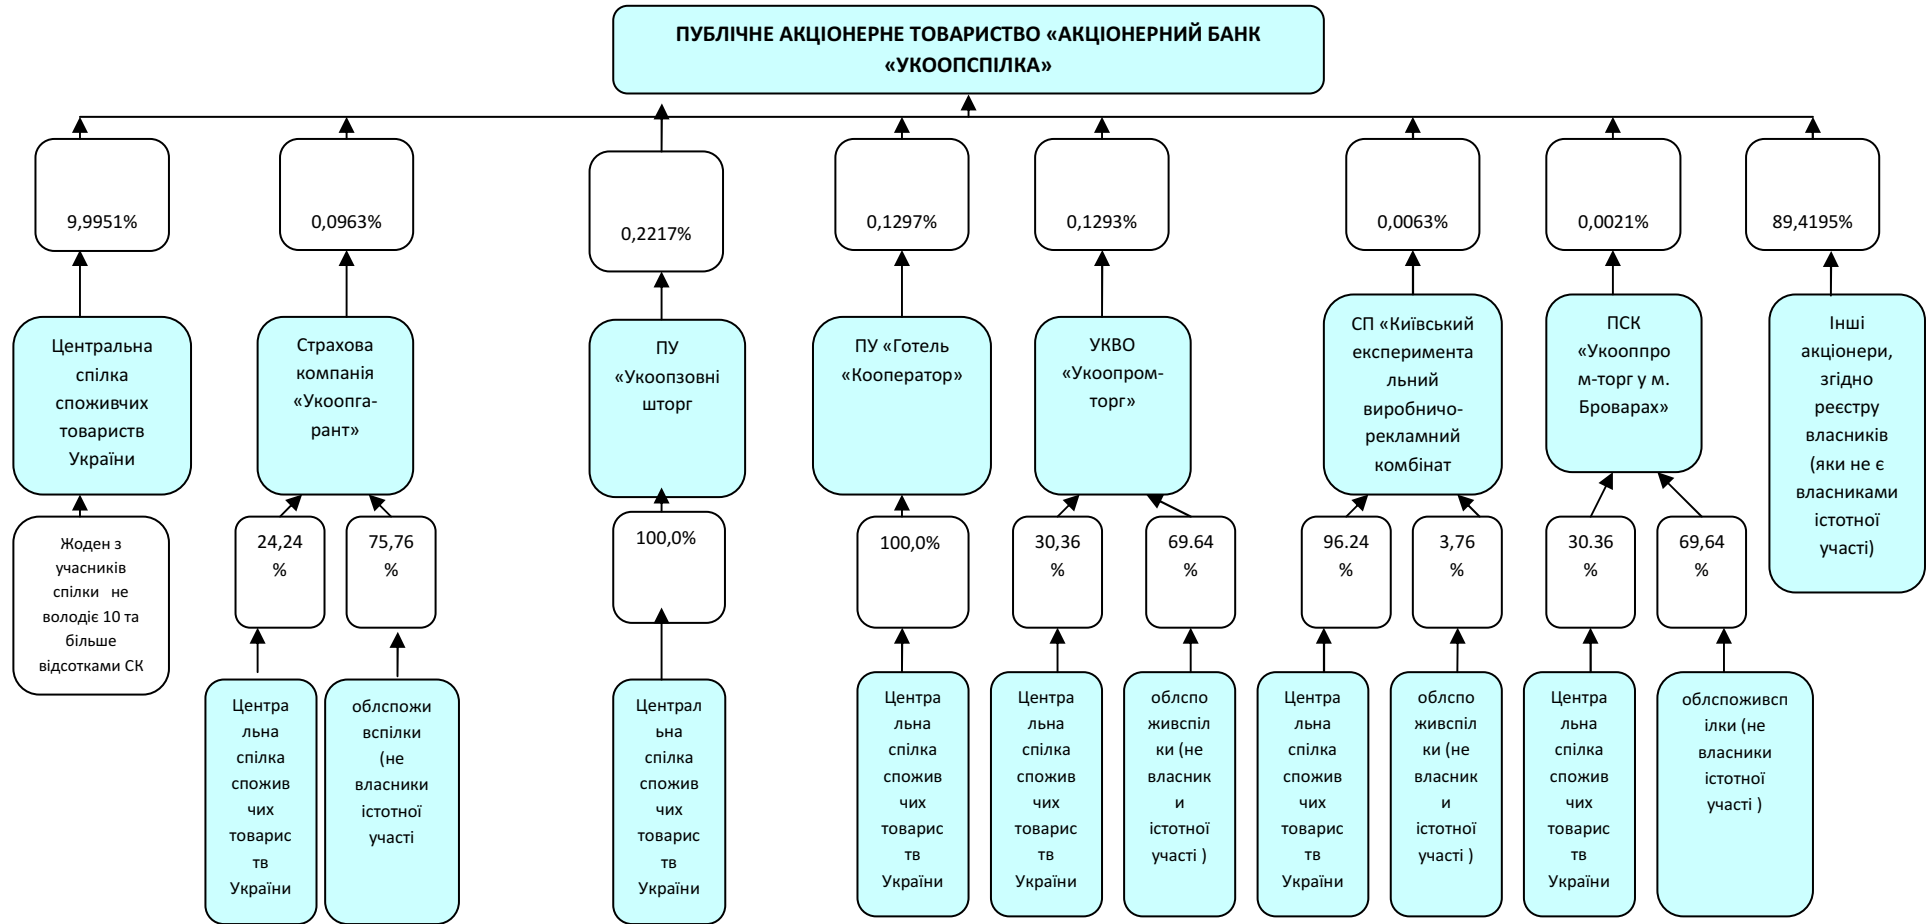 ПУБЛІЧНЕ АКЦІОНЕРНЕ ТОВАРИСТВО «АКЦІОНЕРНИЙ БАНК
«УКООПСПІЛКА»
9,9951%
0,0963%
0,2217%
0,1297%
0,1293%
0,0063%
0,0021%
89,4195%
Центральна
спілка
споживчих
товариств
України
Страхова
компанія
«Укоопга-
рант»
ПУ
«Укоопзовні
шторг
ПУ «Готель
«Кооператор»
УКВО
«Укоопром-
торг»
СП «Київський
експеримента
льний
виробничо-
рекламний
комбінат
ПСК
«Укооппро
м-торг у м.
Броварах»
Інші
акціонери,
згідно
реєстру
власників
(яки не є
власниками
істотної
участі)
Жоден з
учасників
спілки не
володіє 10 та
більше
відсотками СК
24,24
%
75,76
%
100,0%
100,0%
30,36
%
69.64
%
96.24
%
3,76
%
30.36
%
69,64
%
Центра
льна
спілка
спожив
чих
товарис
тв
України
облспожи
вспілки
(не
власники
істотної
участі
Централ
ьна
спілка
спожив
чих
товарис
тв
України
Центра
льна
спілка
спожив
чих
товарис
тв
України
Центра
льна
спілка
спожив
чих
товарис
тв
України
облспо
живспіл
ки (не
власник
и
істотної
участі )
Центра
льна
спілка
спожив
чих
товарис
тв
України
облспо
живспіл
ки (не
власник
и
істотної
участі )
Центра
льна
спілка
спожив
чих
товарис
тв
України
облспоживсп
ілки (не
власники
істотної
участі )